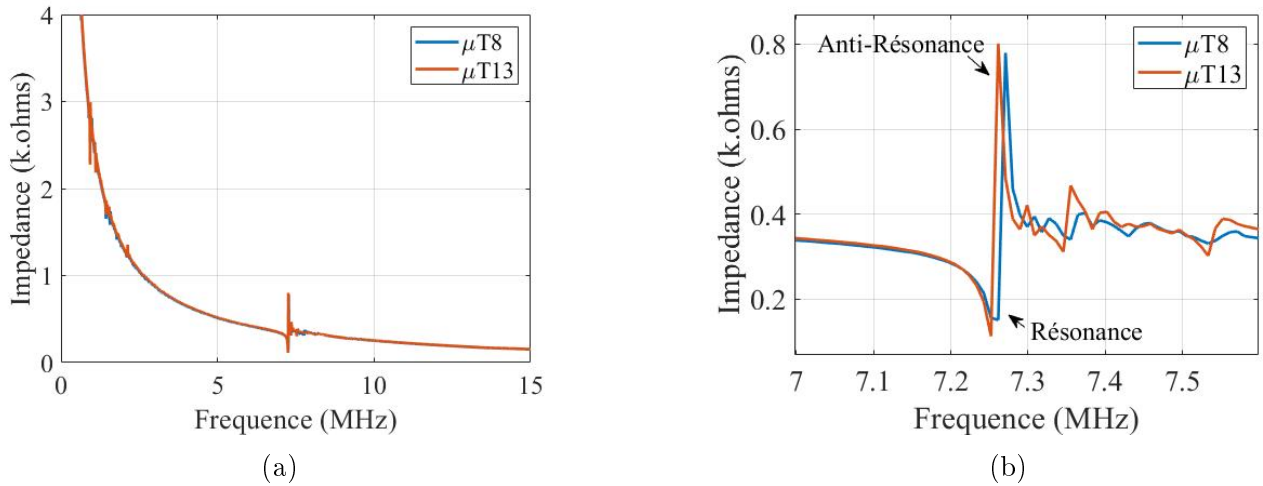 4
3
2
1
0
Impedance (k.ohms)
0
5
10
15
Frequence (MHz)
μT8
μT13
(a)
0.8
0.6
0.4
0.2
Impedance (k.ohms)
7
7.1
7.2
7.3
7.4
7.5
Frequence (MHz)
Anti-Résonance
Résonance
μT8
μT13
(b)